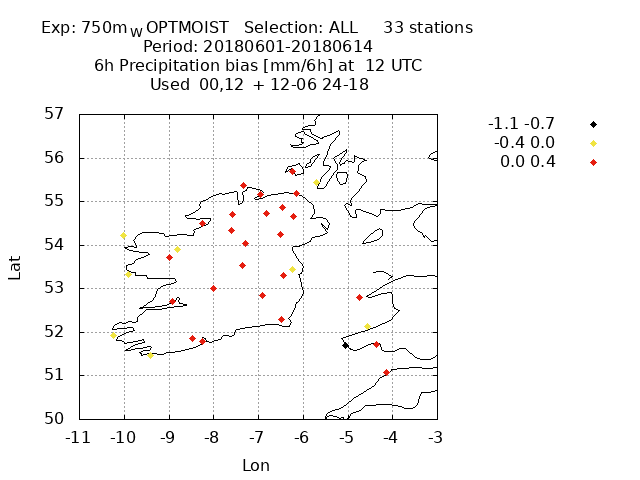 Exp: 750m_W OPTMOIST Selection: ALL 33 stations
Period: 20180601-20180614
6h Precipitation bias [mm/6h] at 12 UTC
Used 00,12 + 12-06 24-18
-1.1 -0.7
-0.4 0.0
0.0 0.4
57
56
55
54
53
52
51
50
Lat
-11 -10 -9 -8 -7 -6 -5 -4 -3
Lon